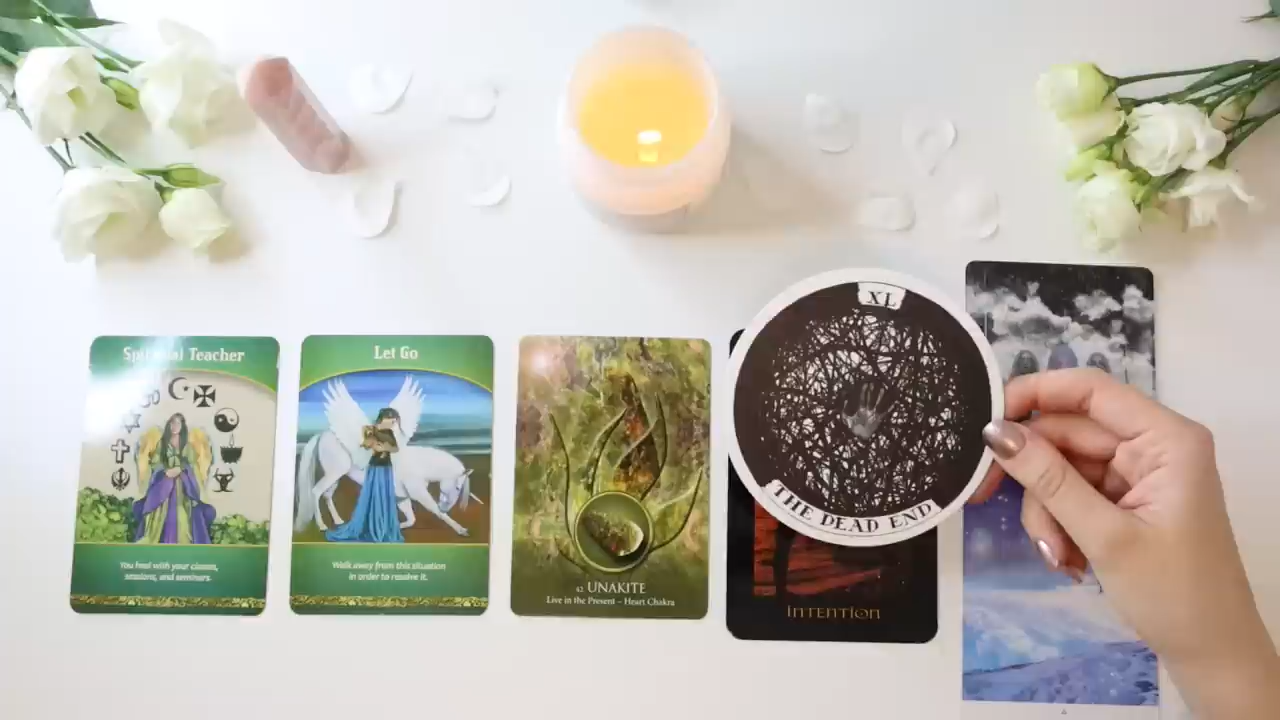 Spiritual Teacher
You heal with your classes,
sessions, and seminars.
Let Go
Walk away from this situation
in order to resolve it.
42. UNAKITE
Live in the Present – Heart Chakra
XL
THE DEAD END
INTENTION